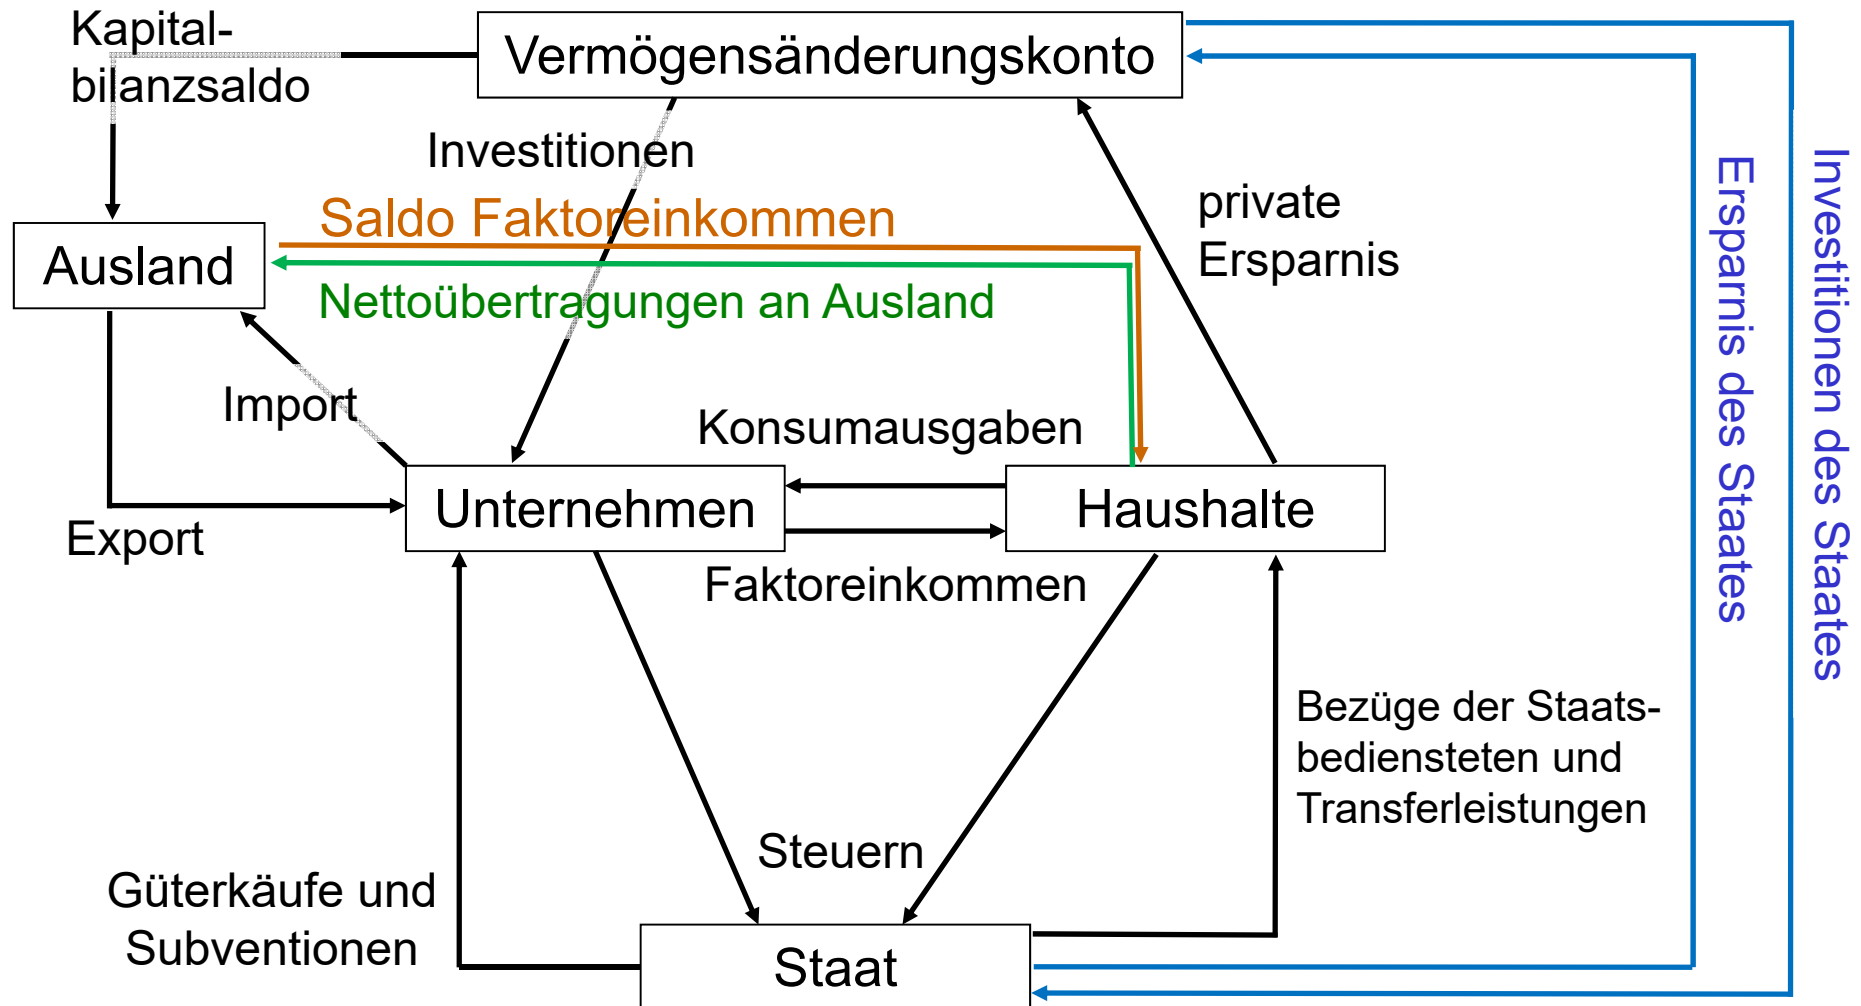 Kapital-
bilanzsaldo
Vermögensänderungskonto
Investitionen
Saldo Faktoreinkommen
private
Ersparnis
Ausland
Nettoübertragungen an Ausland
Import
Konsumausgaben
Unternehmen
Haushalte
Export
Faktoreinkommen
Ersparnis des Staates
Investitionen des Staates
Bezüge der Staats-
bediensteten und
Transferleistungen
Steuern
Güterkäufe und
Subventionen
Staat